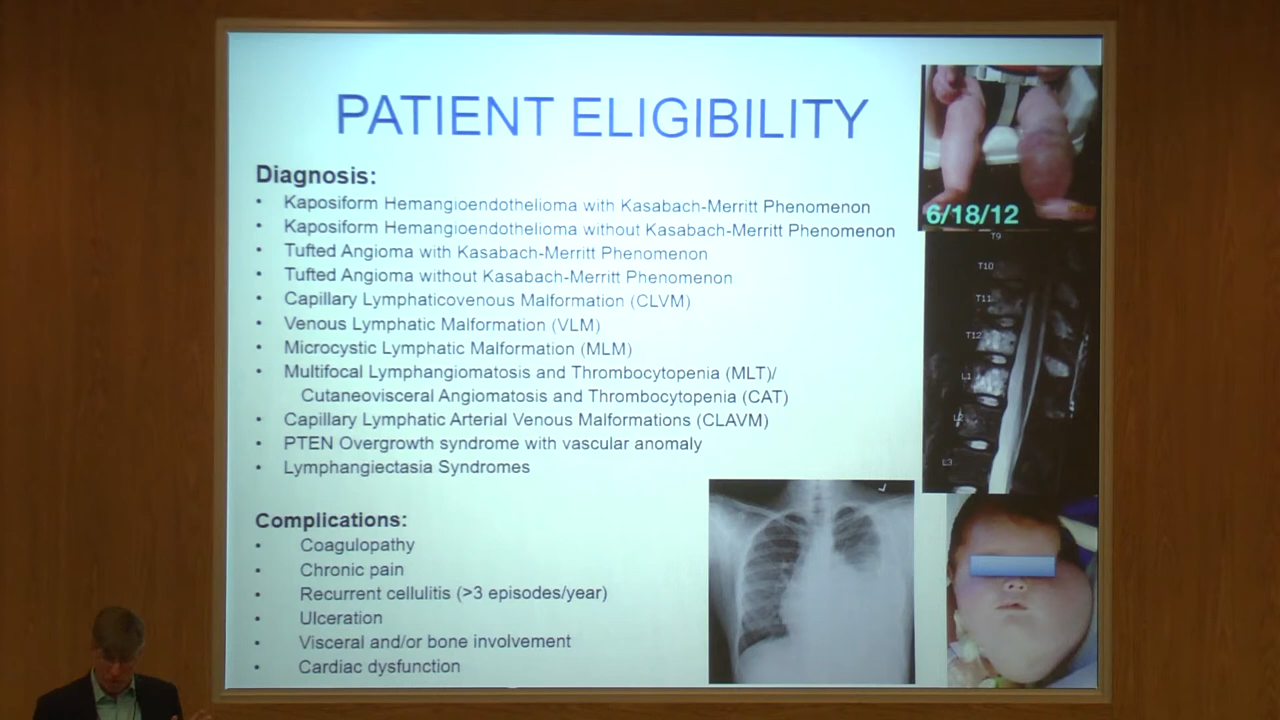 PATIENT ELIGIBILITY
Diagnosis:
• Kaposiform Hemangioendothelioma with Kasabach-Merritt Phenomenon
• Kaposiform Hemangioendothelioma without Kasabach-Merritt Phenomenon
• Tufted Angioma with Kasabach-Merritt Phenomenon
• Tufted Angioma without Kasabach-Merritt Phenomenon
• Capillary Lymphaticovenous Malformation (CLVM)
• Venous Lymphatic Malformation (VLM)
• Microcystic Lymphatic Malformation (MLM)
• Multifocal Lymphangiomatosis and Thrombocytopenia (MLT)/
Cutaneovisceral Angiomatosis and Thrombocytopenia (CAT)
• Capillary Lymphatic Arterial Venous Malformations (CLAVM)
• PTEN Overgrowth syndrome with vascular anomaly
• Lymphangiectasia Syndromes
Complications:
• Coagulopathy
• Chronic pain
• Recurrent cellulitis (>3 episodes/year)
• Ulceration
• Visceral and/or bone involvement
• Cardiac dysfunction
6/18/12
T9
T10
T11
T12
L1
L2
L3